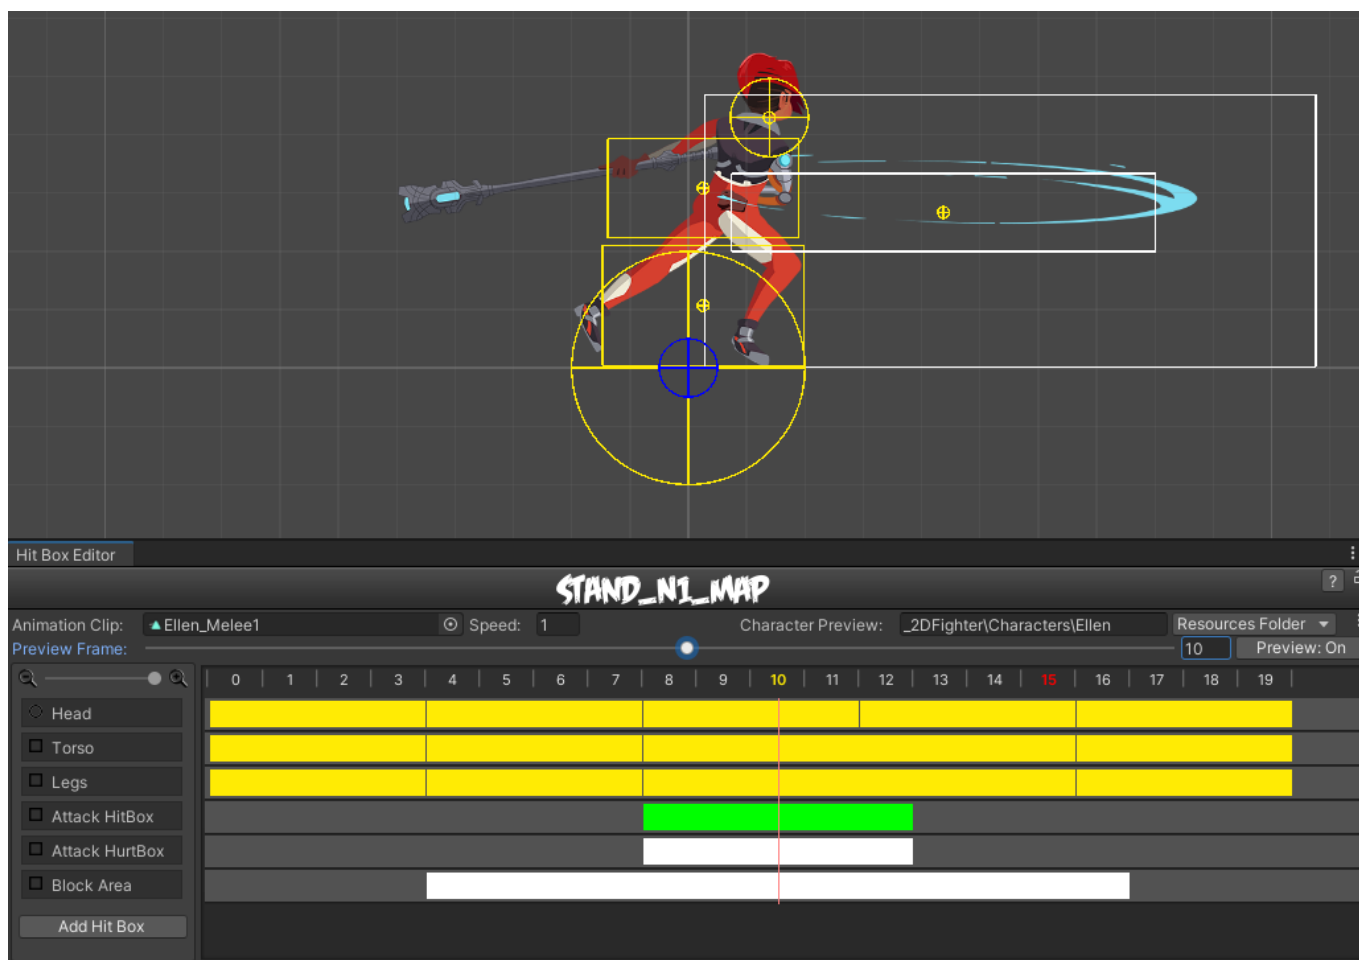 Hit Box Editor
STAND_N1_MAP
?
Animation Clip: Ellen_Melee1 Speed: 1 Character Preview: _2DFighter\Characters\Ellen Resources Folder
Preview Frame: 10 Preview: On
0 1 2 3 4 5 6 7 8 9 10 11 12 13 14 15 16 17 18 19
Head
Torso
Legs
Attack HitBox
Attack HurtBox
Block Area
Add Hit Box